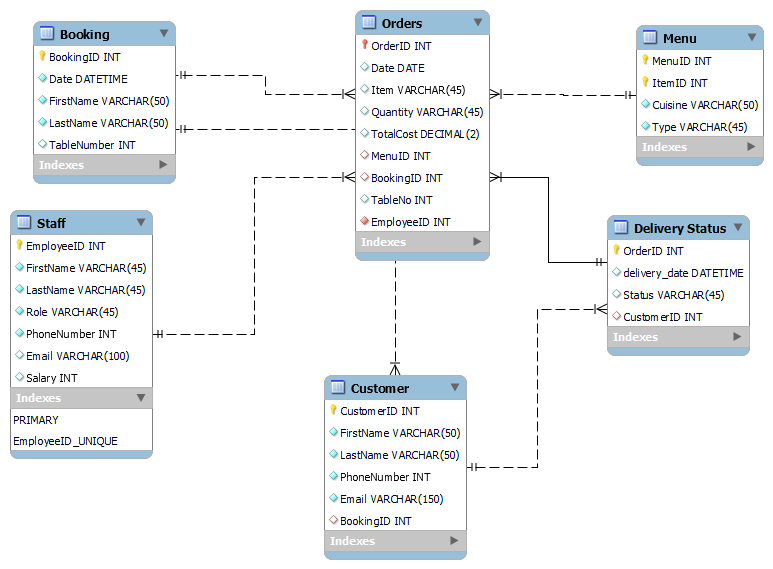 Booking
BookingID INT
Date DATETIME
FirstName VARCHAR(50)
LastName VARCHAR(50)
TableNumber INT
Indexes
Orders
OrderID INT
Date DATE
Item VARCHAR(45)
Quantity VARCHAR(45)
TotalCost DECIMAL(2)
MenuID INT
BookingID INT
TableNo INT
EmployeeID INT
Indexes
Menu
MenuID INT
ItemID INT
Cuisine VARCHAR(50)
Type VARCHAR(45)
Indexes
Staff
EmployeeID INT
FirstName VARCHAR(45)
LastName VARCHAR(45)
Role VARCHAR(45)
PhoneNumber INT
Email VARCHAR(100)
Salary INT
Indexes
PRIMARY
EmployeeID_UNIQUE
Delivery Status
OrderID INT
delivery_date DATETIME
Status VARCHAR(45)
CustomerID INT
Indexes
Customer
CustomerID INT
FirstName VARCHAR(50)
LastName VARCHAR(50)
PhoneNumber INT
Email VARCHAR(150)
BookingID INT
Indexes